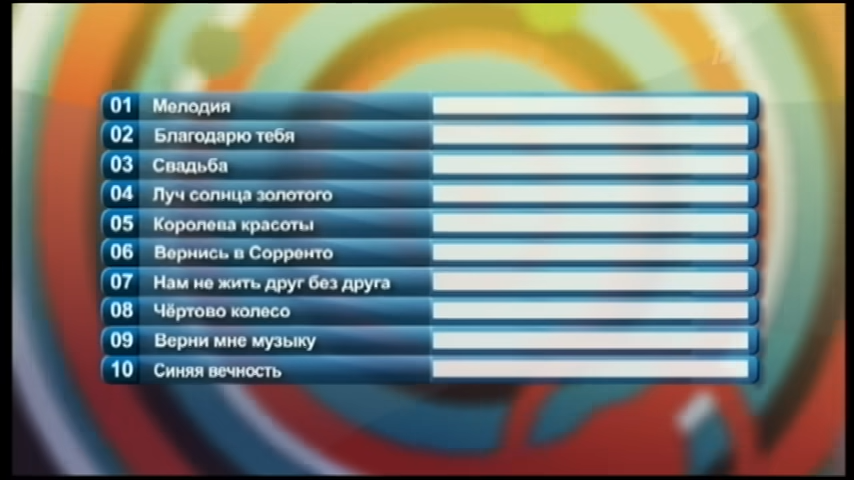 01 Мелодия
02 Благодарю тебя
03 Свадьба
04 Луч солнца золотого
05 Королева красоты
06 Вернись в Сорренто
07 Нам не жить друг без друга
08 Чёртово колесо
09 Верни мне музыку
10 Синяя вечность